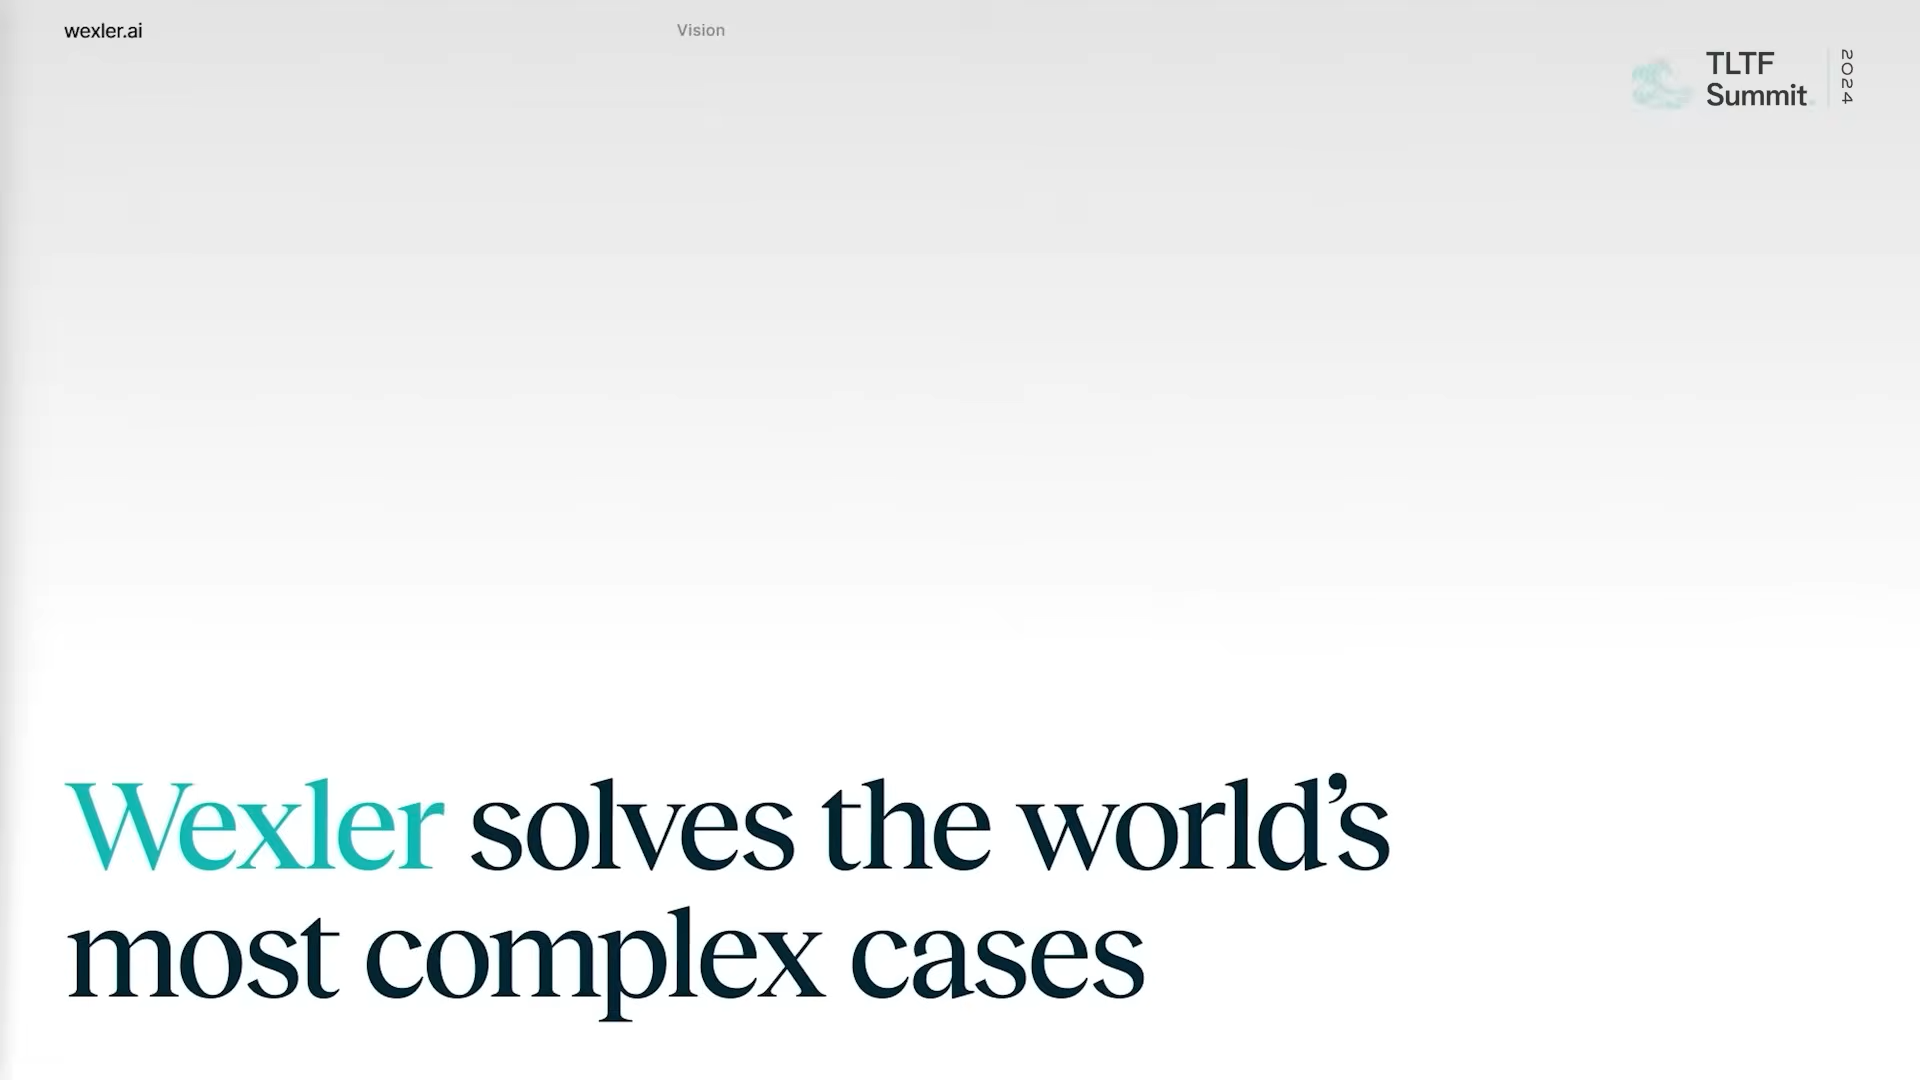 wexler.ai
Vision
TLTF
Summit
2024
Wexler solves the world’s
most complex cases